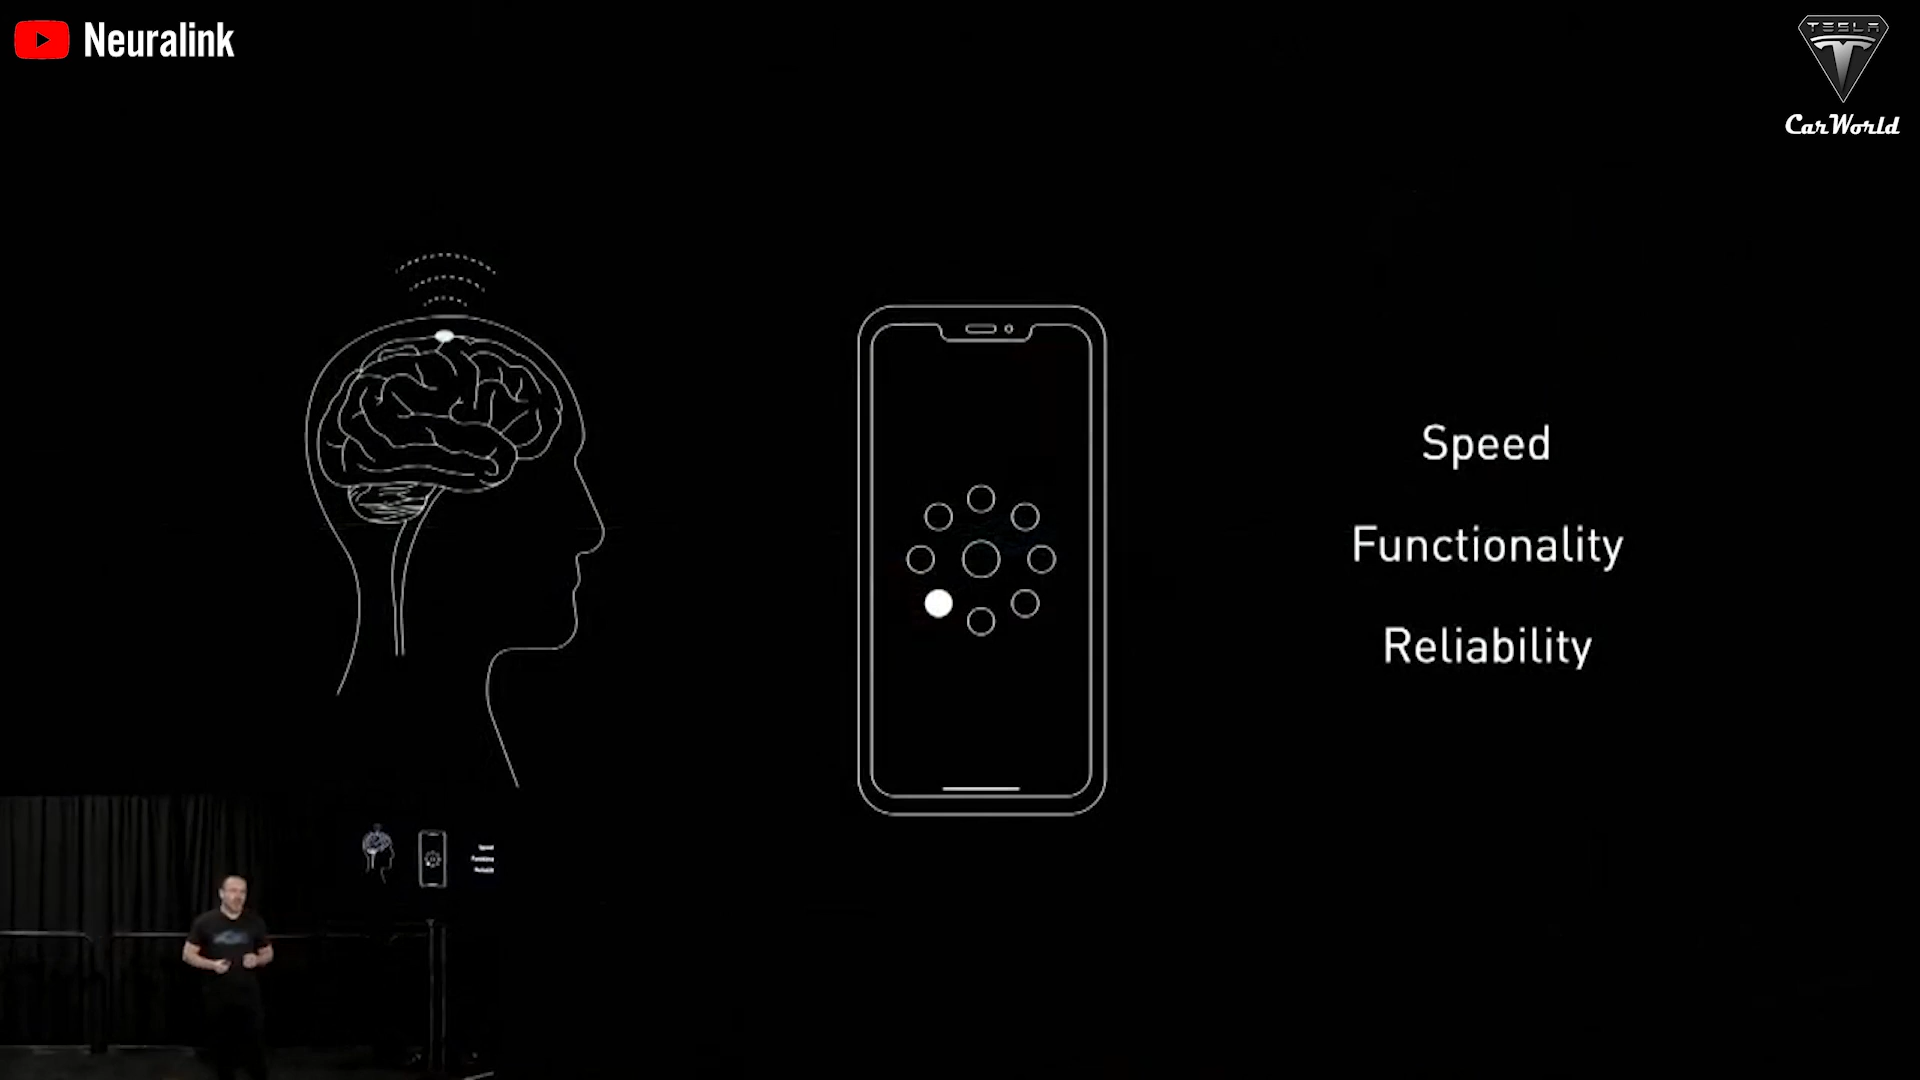 Neuralink
TESLA
CarWorld
Speed
Functionality
Reliability